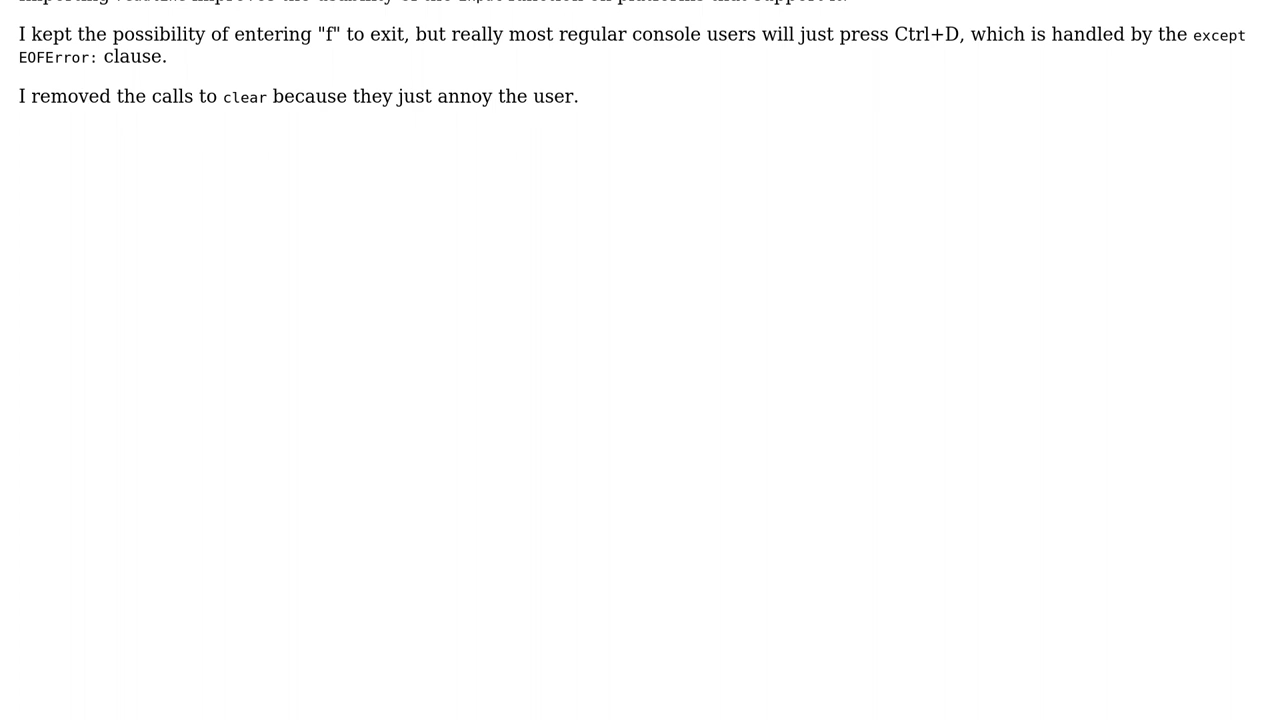 I kept the possibility of entering "f" to exit, but really most regular console users will just press Ctrl+D, which is handled by the except
EOFError: clause.
I removed the calls to clear because they just annoy the user.